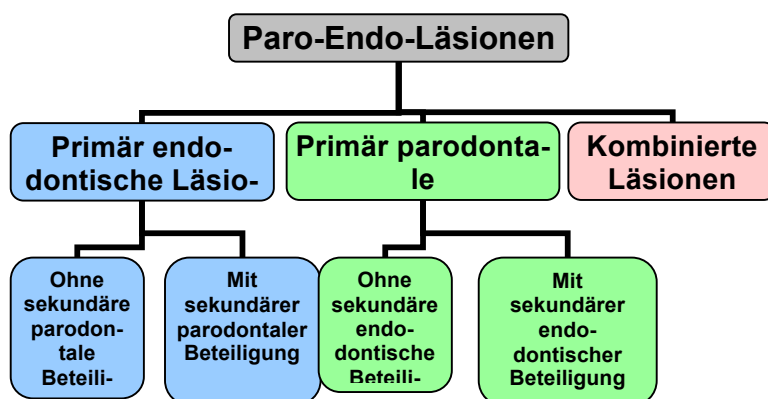 Paro-Endo-Läsionen
Primär endo-
dontische Läsio-
Primär parodonta-
le
Kombinierte
Läsionen
Ohne
sekundäre
parodon-
tale
Beteili-
Mit
sekundärer
parodontaler
Beteiligung
Ohne
sekundäre
endo-
dontische
Beteili-
Mit
sekundärer
endo-
dontischer
Beteiligung